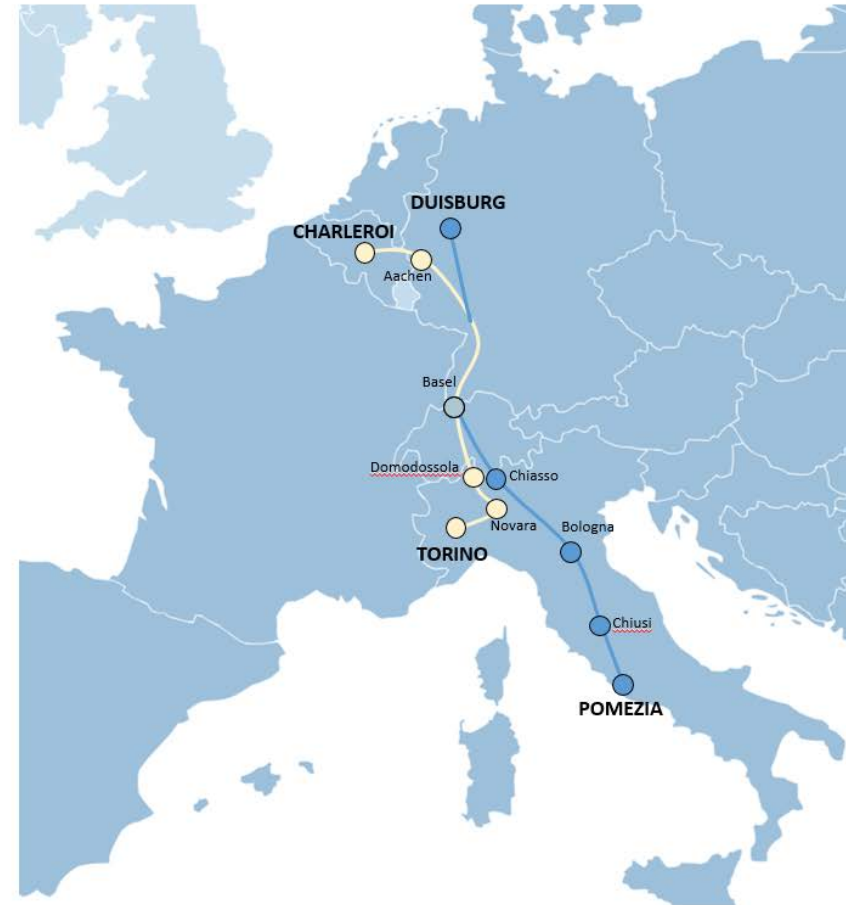 DUISBURG
CHARLEROI
Aachen
Basel
Domodossola
Chiasso
Novara
Bologna
TORINO
Chiusi
POMEZIA